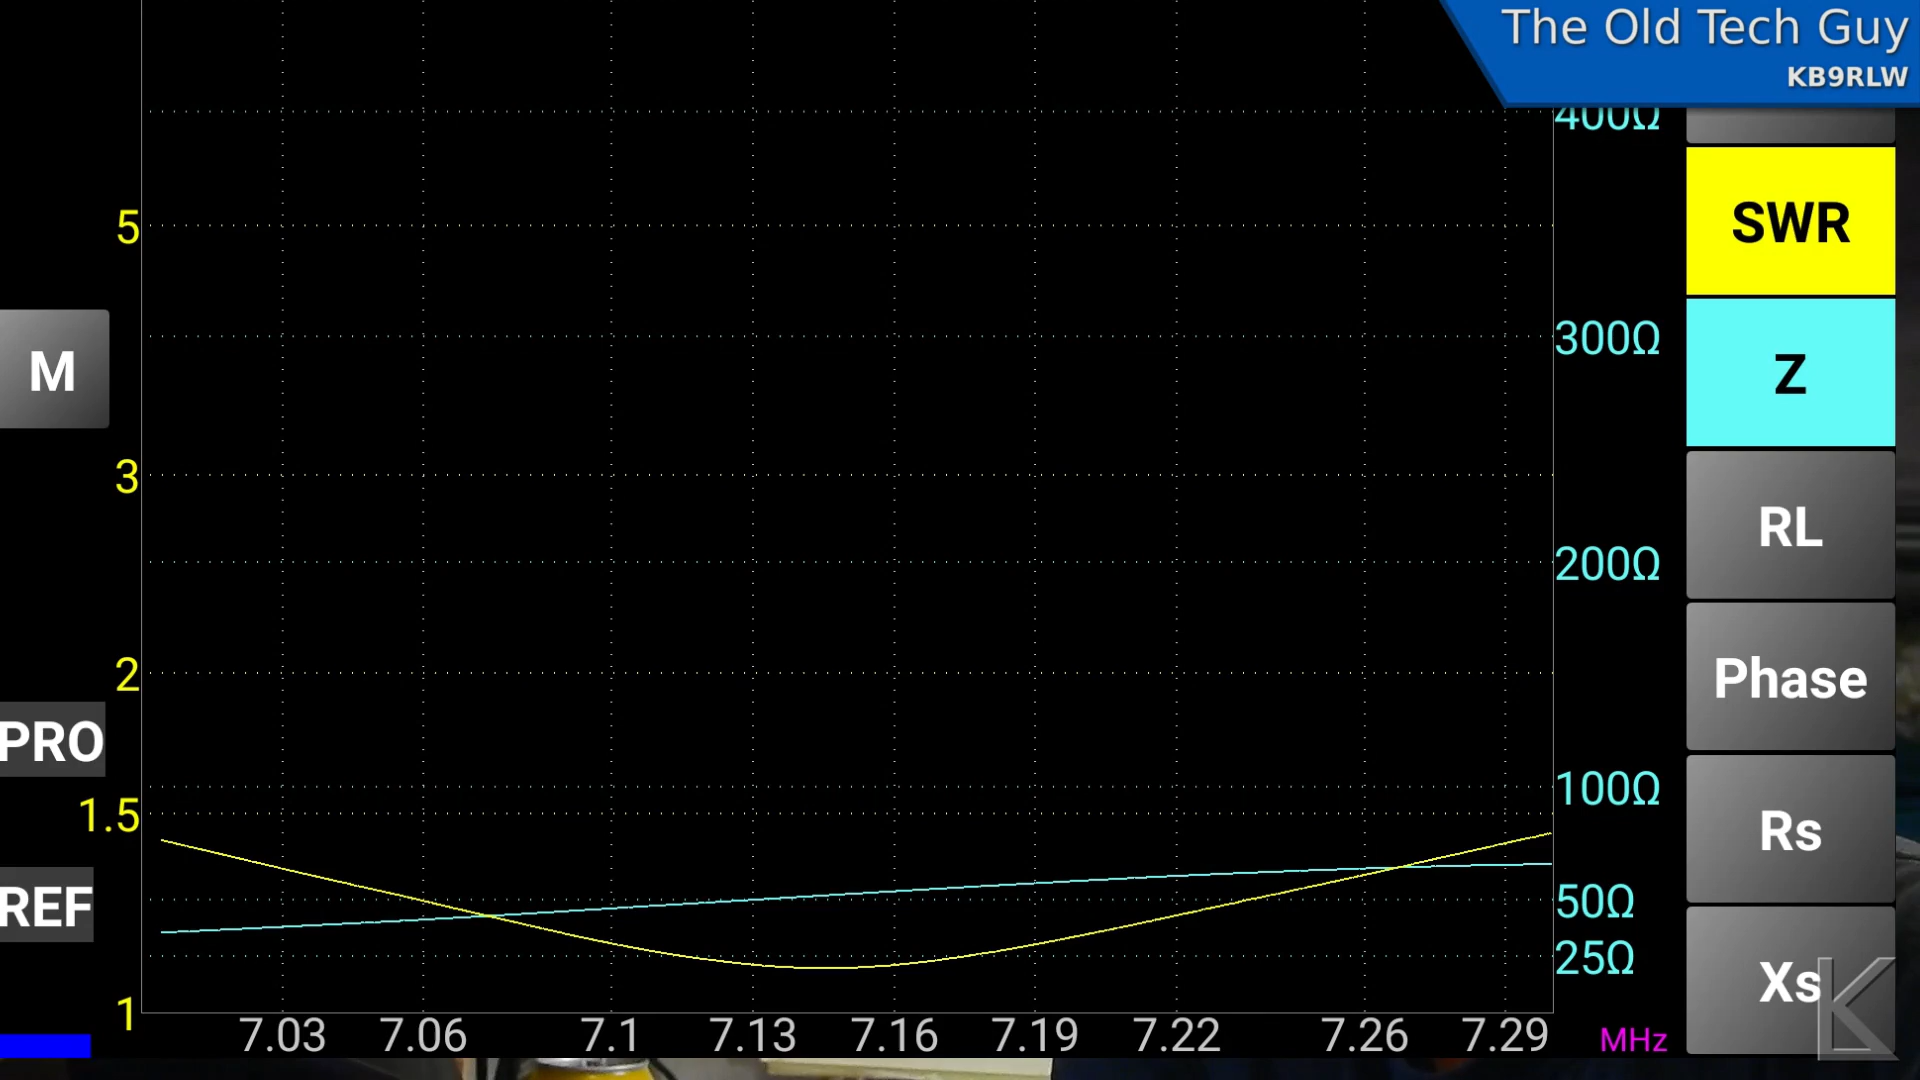 The Old Tech Guy
KB9RLW
400Ω
SWR
5
300Ω
M
Z
3
RL
200Ω
2
Phase
PRO
100Ω
1.5
Rs
REF
50Ω
25Ω
Xs
K
1
7.03 7.06 7.1 7.13 7.16 7.19 7.22 7.26 7.29 MHz